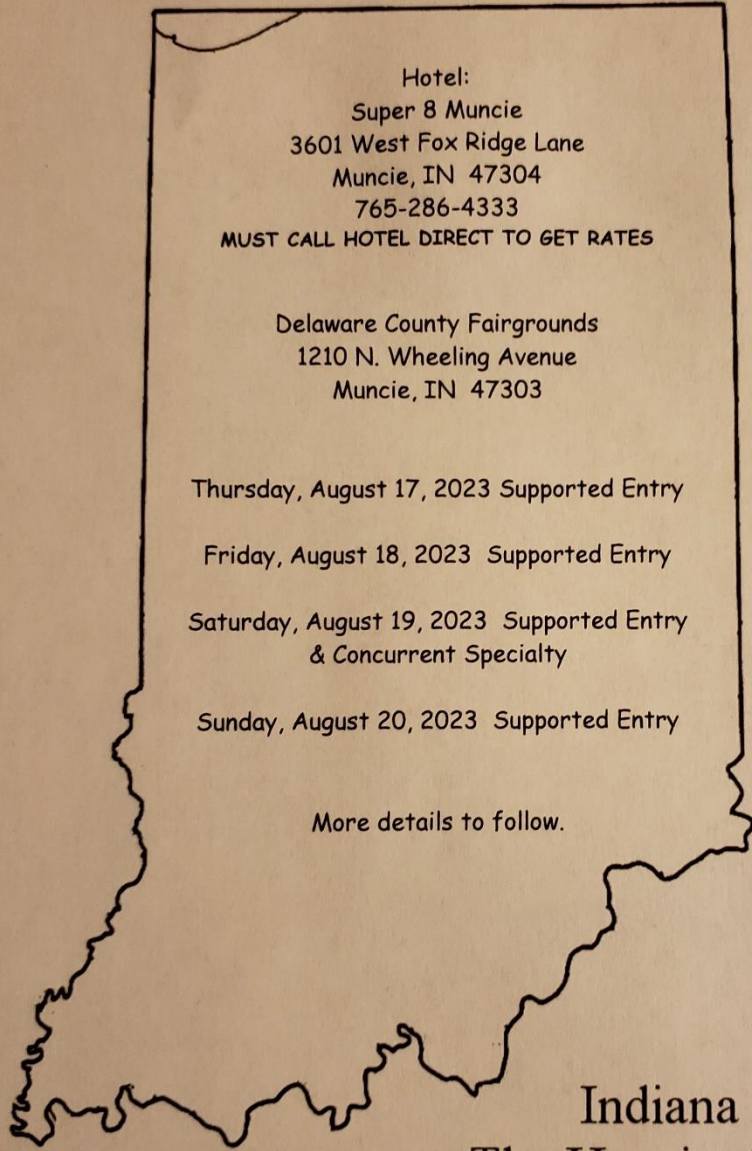 Hotel:
Super 8 Muncie
3601 West Fox Ridge Lane
Muncie, IN 47304
765-286-4333
MUST CALL HOTEL DIRECT TO GET RATES
Delaware County Fairgrounds
1210 N. Wheeling Avenue
Muncie, IN 47303
Thursday, August 17, 2023 Supported Entry
Friday, August 18, 2023 Supported Entry
Saturday, August 19, 2023 Supported Entry
& Concurrent Specialty
Sunday, August 20, 2023 Supported Entry
More details to follow.
Indiana